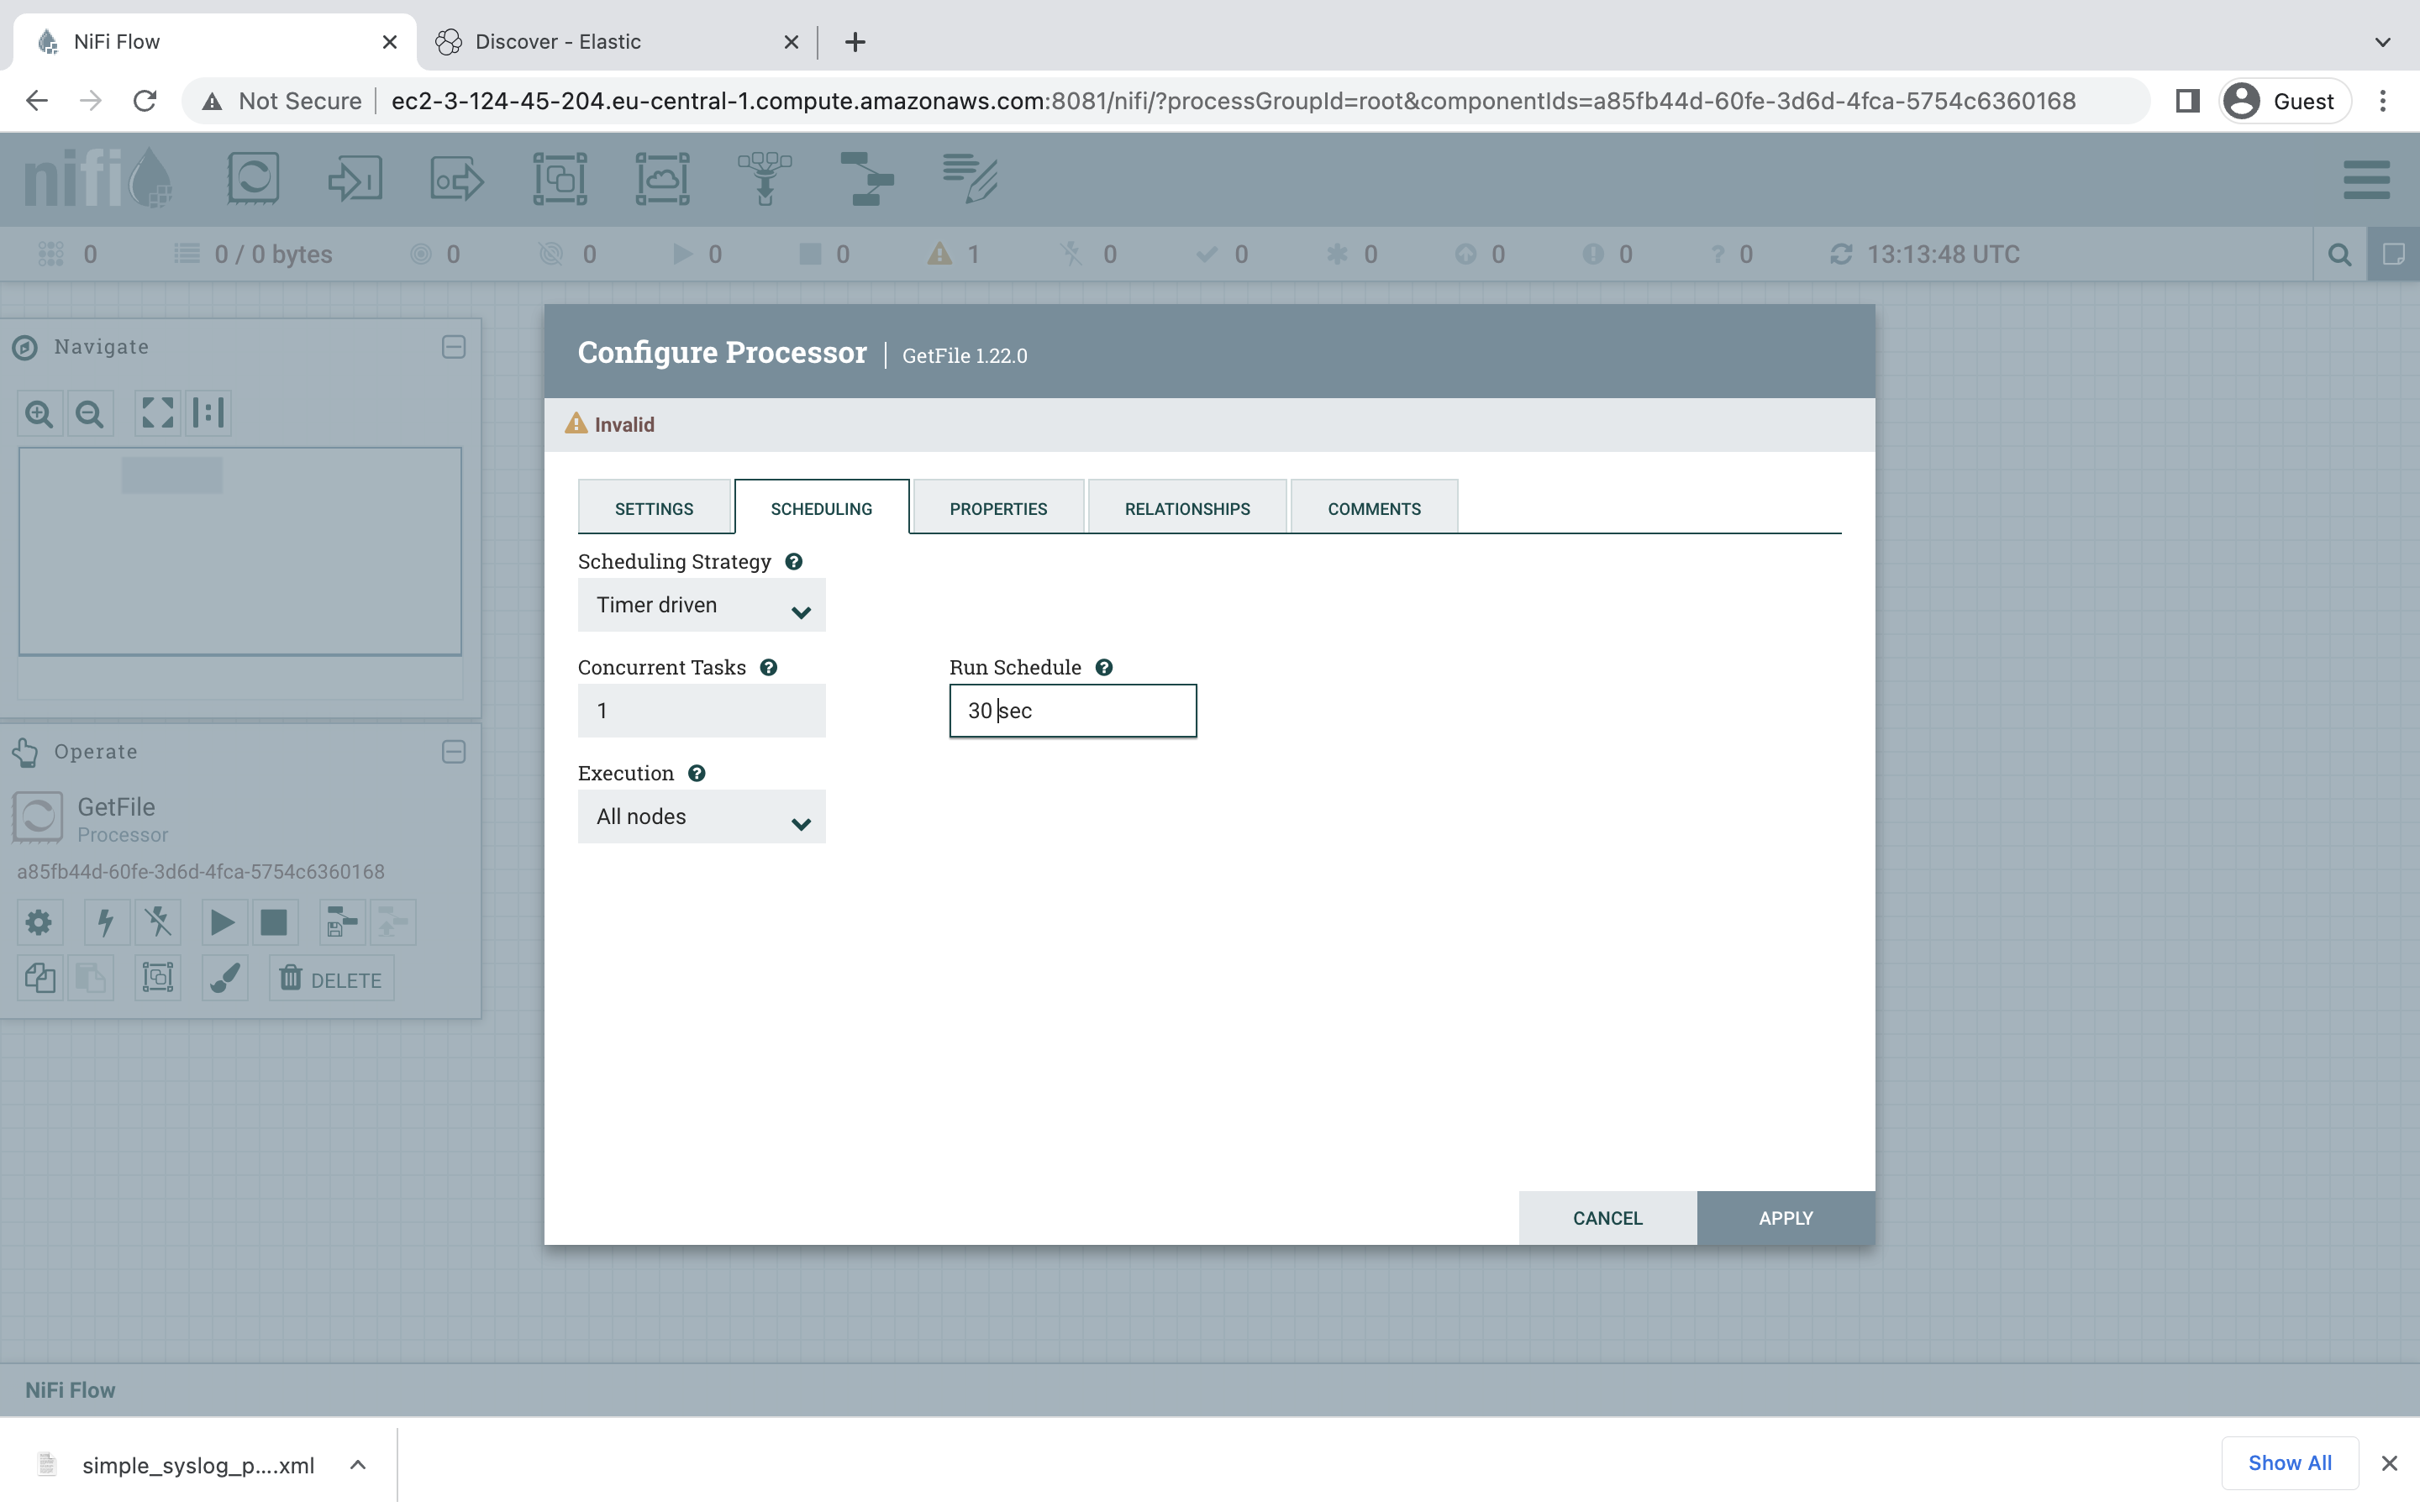 NiFi Flow
Discover - Elastic
Not Secure
ec2-3-124-45-204.eu-central-1.compute.amazonaws.com:8081/nifi/?processGroupId=root&componentIds=a85fb44d-60fe-3d6d-4fca-5754c6360168
Guest
nifi
0
0 / 0 bytes
0
0
0
0
1
0
0
0
0
0
0
13:13:48 UTC
Navigate
Operate
GetFile
Processor
a85fb44d-60fe-3d6d-4fca-5754c6360168
DELETE
Configure Processor
GetFile 1.22.0
Invalid
SETTINGS
SCHEDULING
PROPERTIES
RELATIONSHIPS
COMMENTS
Scheduling Strategy
Timer driven
Concurrent Tasks
Run Schedule
1
30 sec
Execution
All nodes
CANCEL
APPLY
NiFi Flow
simple_syslog_p....xml
Show All